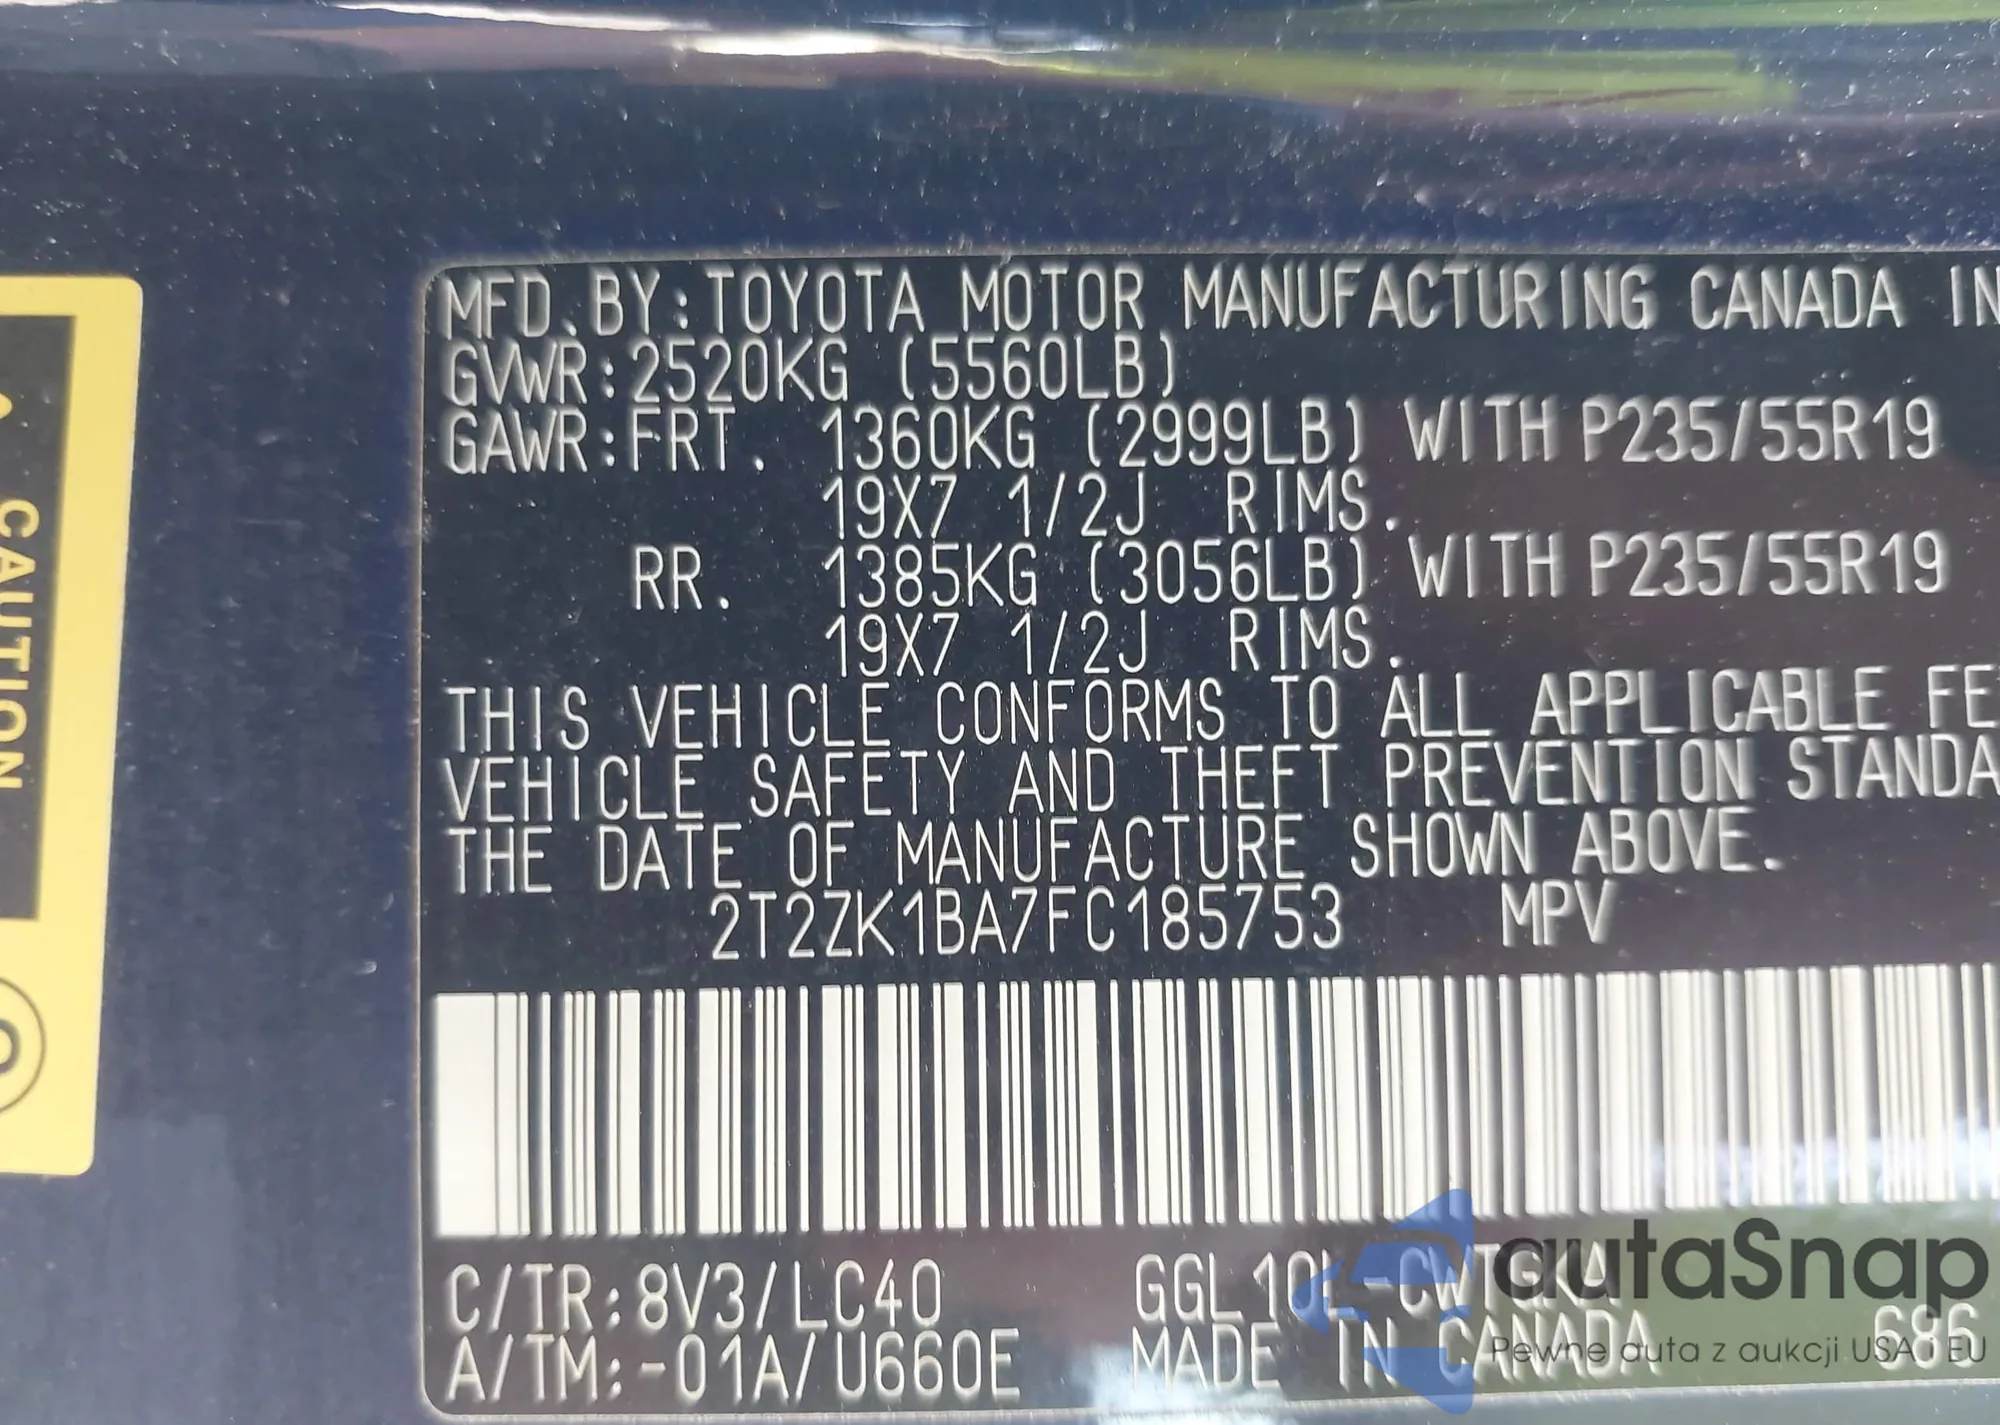 MFD.BY:TOYOTA MOTOR MANUFACTURING CANADA IN
GVWR:2520KG (5560LB)
GAWR:FRT. 1360KG (2999LB) WITH P235/55R19
19X7 1/2J RIMS.
RR. 1385KG (3056LB) WITH P235/55R19
19X7 1/2J RIMS.
THIS VEHICLE CONFORMS TO ALL APPLICABLE FE
VEHICLE SAFETY AND THEFT PREVENTION STANDA
THE DATE OF MANUFACTURE SHOWN ABOVE.
2T2ZK1BA7FC185753 MPV
C/TR:8V3/LC40 GGL10L-CWTGKA
A/TM:-01A/U660E MADE IN CANADA 686
CAUTION
autaSnap
Pewne auta z aukcji USA i EU